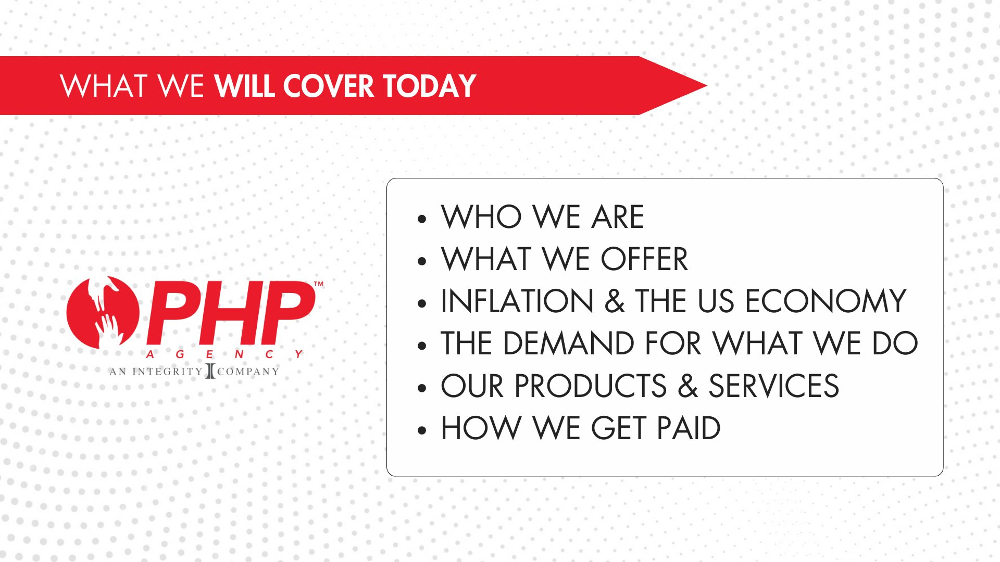 WHAT WE WILL COVER TODAY
PHP™
AGENCY
AN INTEGRITY COMPANY
• WHO WE ARE
• WHAT WE OFFER
• INFLATION & THE US ECONOMY
• THE DEMAND FOR WHAT WE DO
• OUR PRODUCTS & SERVICES
• HOW WE GET PAID